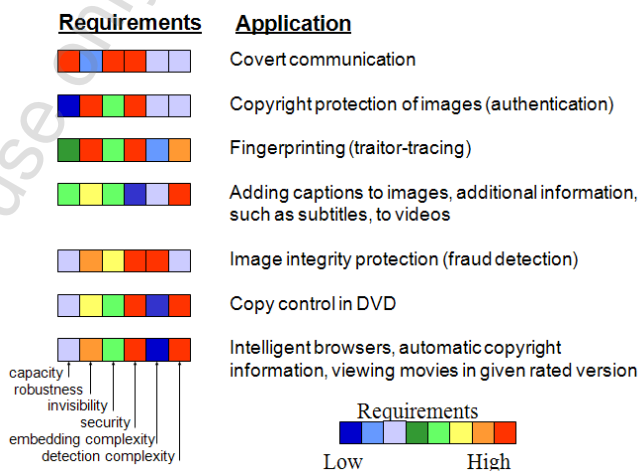 Requirements Application
Covert communication
Copyright protection of images (authentication)
Fingerprinting (traitor-tracing)
Adding captions to images, additional information,
such as subtitles, to videos
Image integrity protection (fraud detection)
Copy control in DVD
Intelligent browsers, automatic copyright
information, viewing movies in given rated version
capacity
robustness
invisibility
security
embedding complexity
detection complexity
Requirements
Low High
use only